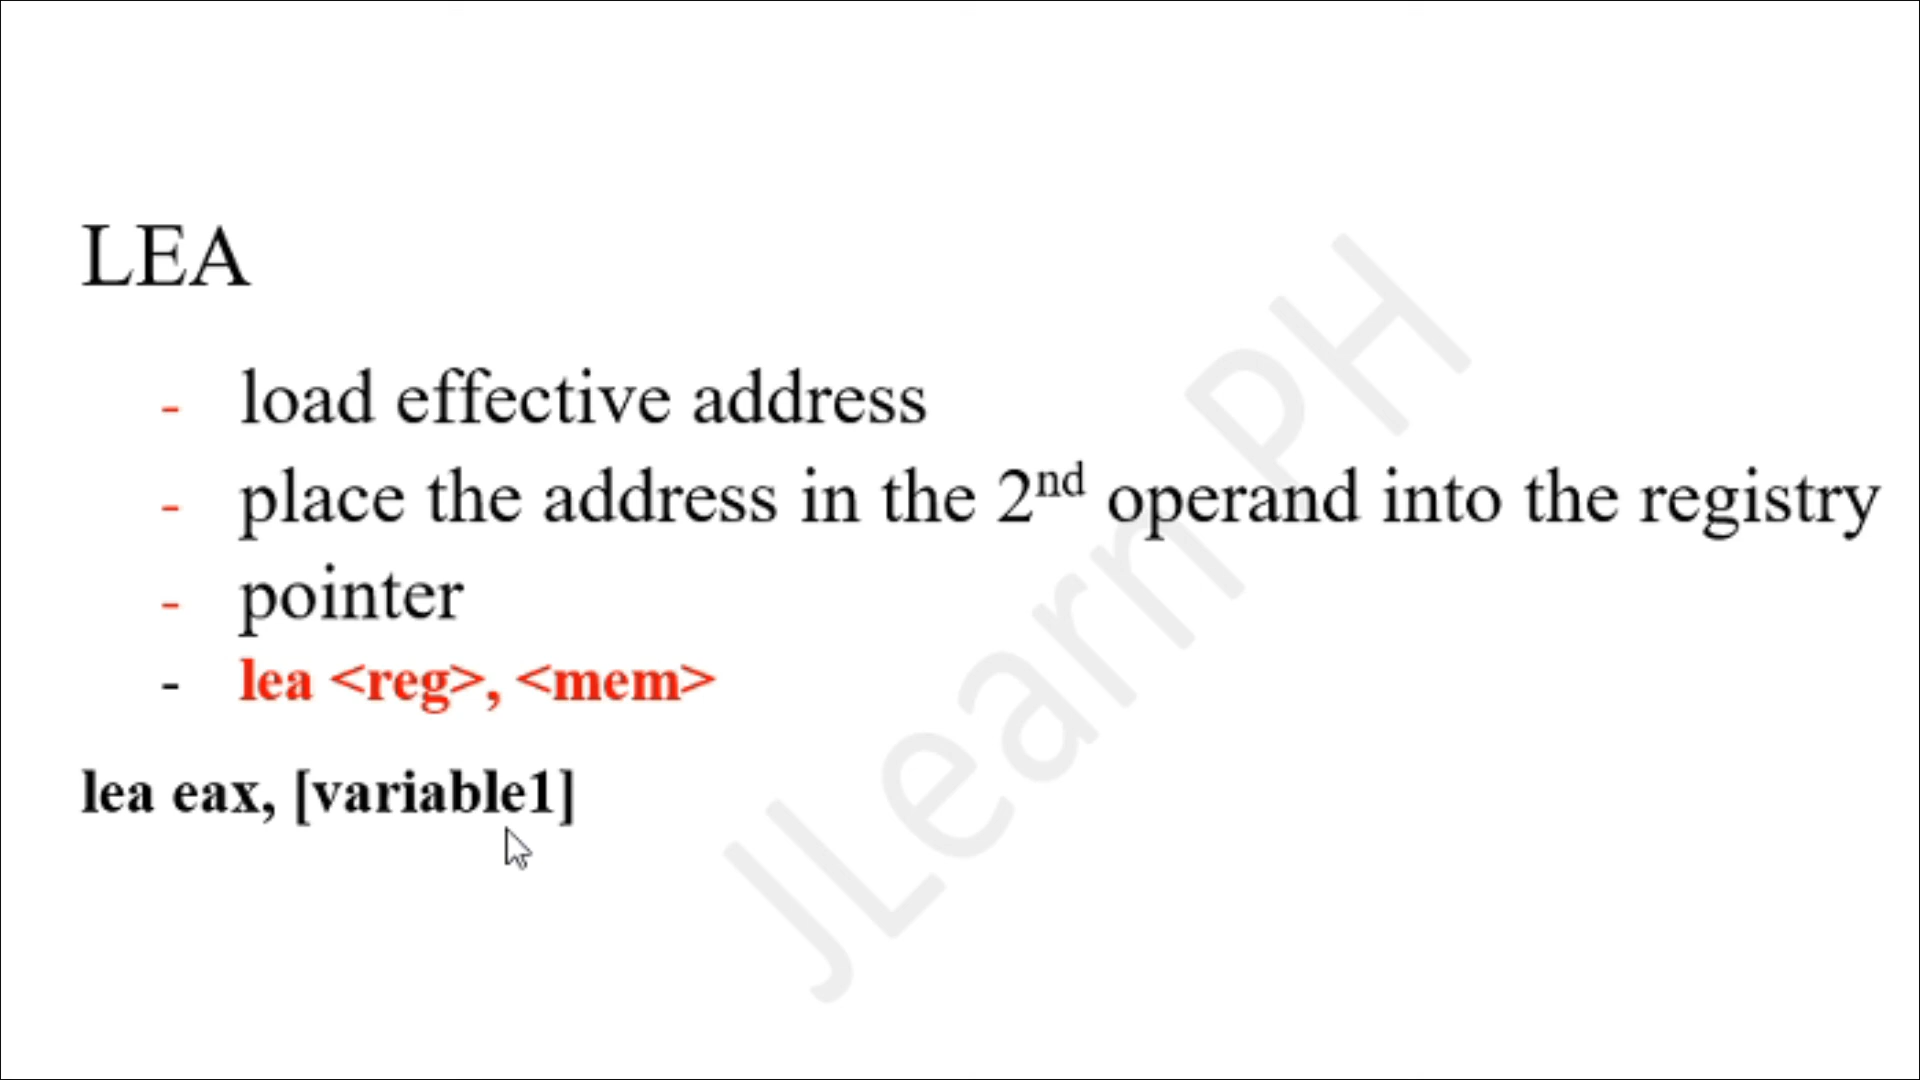 LEA
- load effective address
- place the address in the 2nd operand into the registry
- pointer
- lea <reg>, <mem>
lea eax, [variable1]
JLearn PH